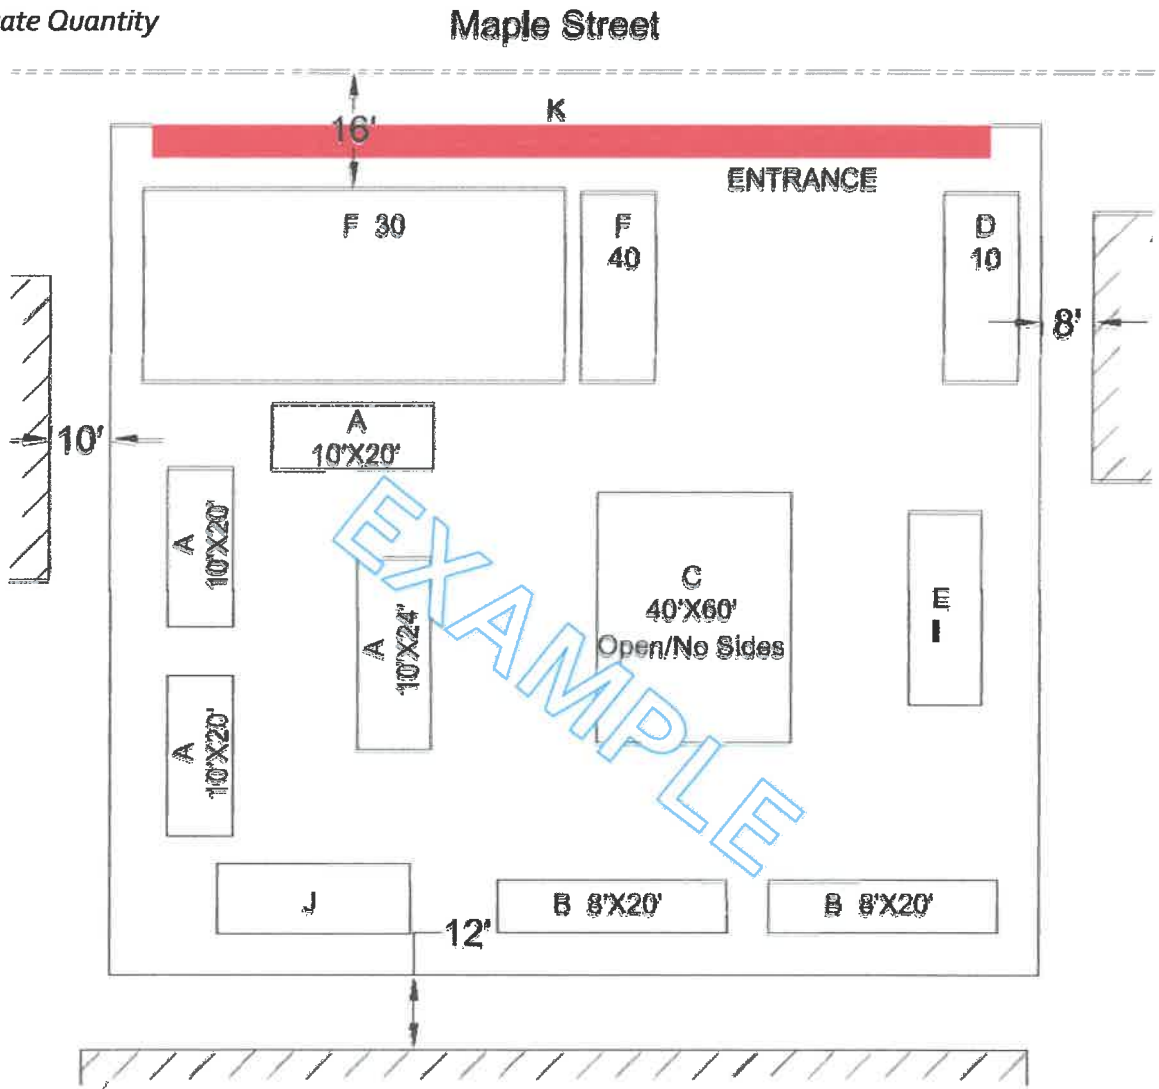 ate Quantity
Maple Street
K
16'
ENTRANCE
F 30
F
40
D
10
8'
10'
A
10'X20'
A
10'X20'
A
10'X24'
C
40'X60'
Open/No Sides
E
I
A
10'X20'
EXAMPLE
J
12'
B 8'X20'
B 8'X20'